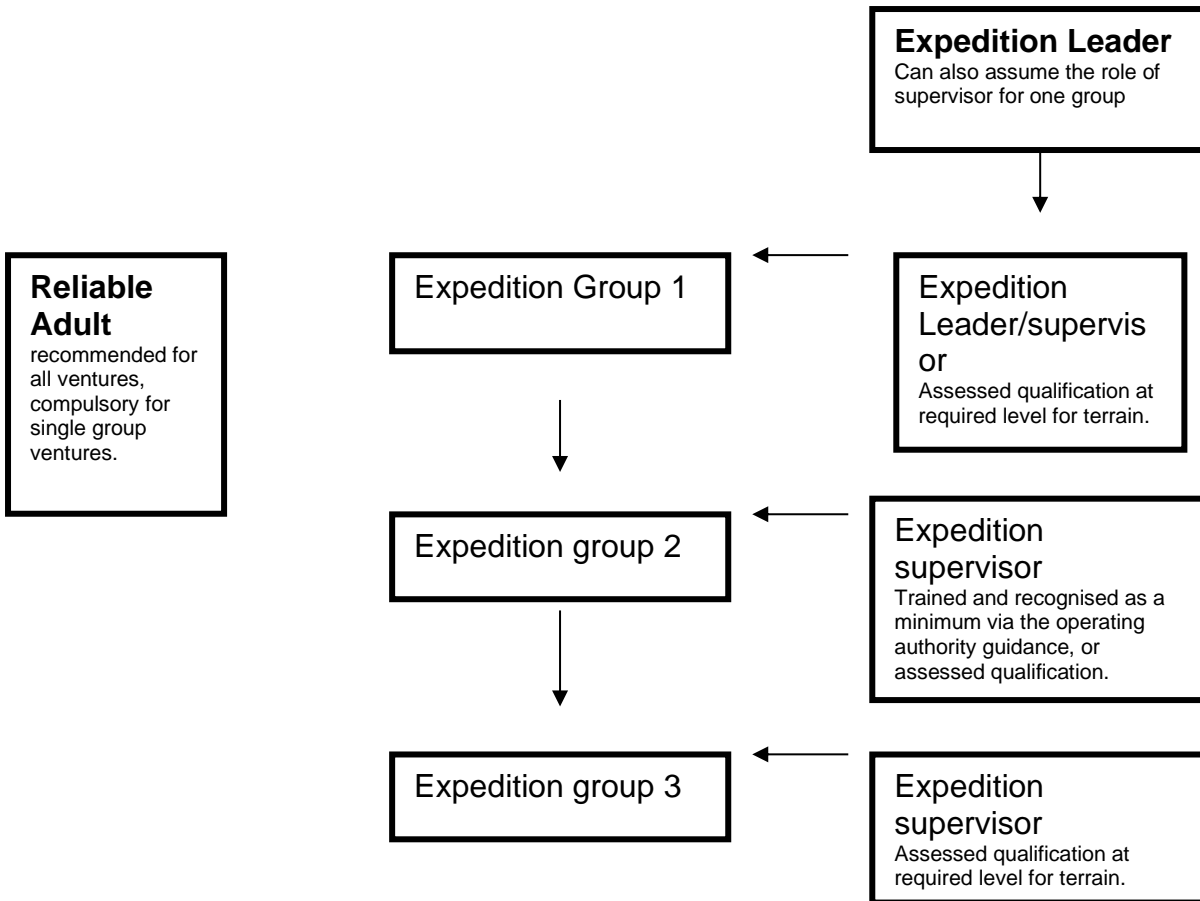 Expedition Leader
Can also assume the role of
supervisor for one group
Reliable
Adult
recommended for
all ventures,
compulsory for
single group
ventures.
Expedition Group 1
Expedition
Leader/supervis
or
Assessed qualification at
required level for terrain.
Expedition group 2
Expedition
supervisor
Trained and recognised as a
minimum via the operating
authority guidance, or
assessed qualification.
Expedition group 3
Expedition
supervisor
Assessed qualification at
required level for terrain.